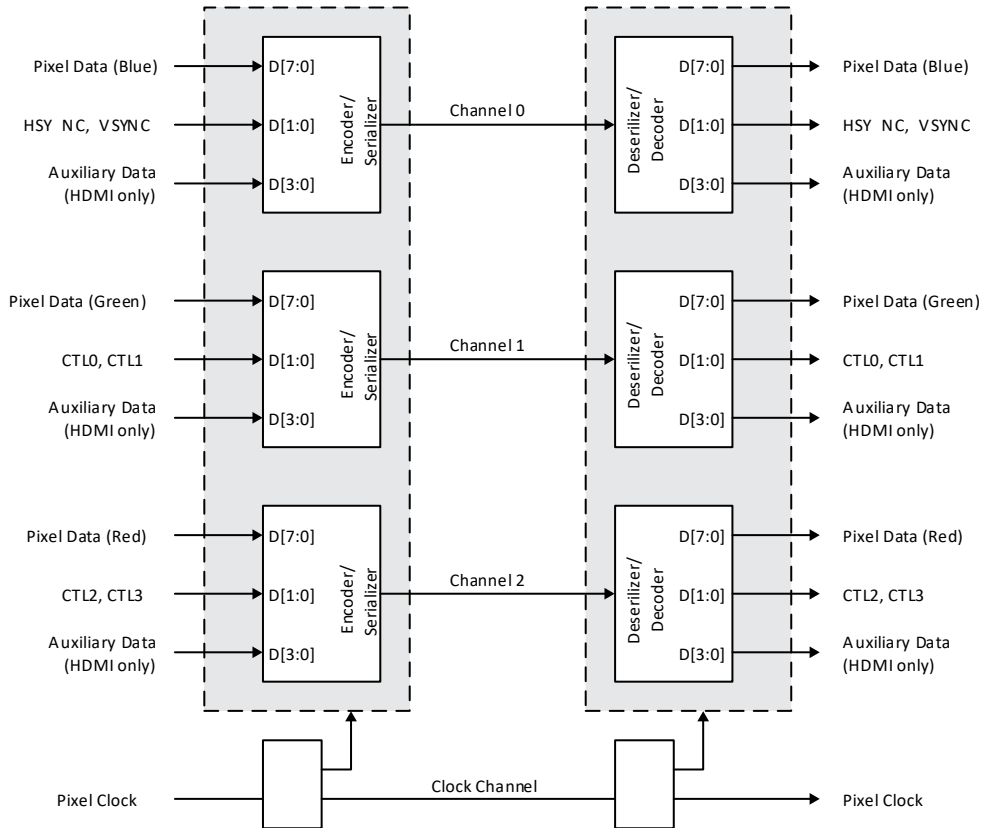 Pixel Data (Blue)
D[7:0]
HSY NC, VSYNC
D[1:0]
Auxiliary Data
(HDMI only)
D[3:0]
Encoder/
Serializer
Channel 0
Deserilizer/
Decoder
D[7:0]
Pixel Data (Blue)
D[1:0]
HSY NC, VSYNC
D[3:0]
Auxiliary Data
(HDMI only)
Pixel Data (Green)
D[7:0]
CTL0, CTL1
D[1:0]
Auxiliary Data
(HDMI only)
D[3:0]
Encoder/
Serializer
Channel 1
Deserilizer/
Decoder
D[7:0]
Pixel Data (Green)
D[1:0]
CTL0, CTL1
D[3:0]
Auxiliary Data
(HDMI only)
Pixel Data (Red)
D[7:0]
CTL2, CTL3
D[1:0]
Auxiliary Data
(HDMI only)
D[3:0]
Encoder/
Serializer
Channel 2
Deserilizer/
Decoder
D[7:0]
Pixel Data (Red)
D[1:0]
CTL2, CTL3
D[3:0]
Auxiliary Data
(HDMI only)
Pixel Clock
Clock Channel
Pixel Clock